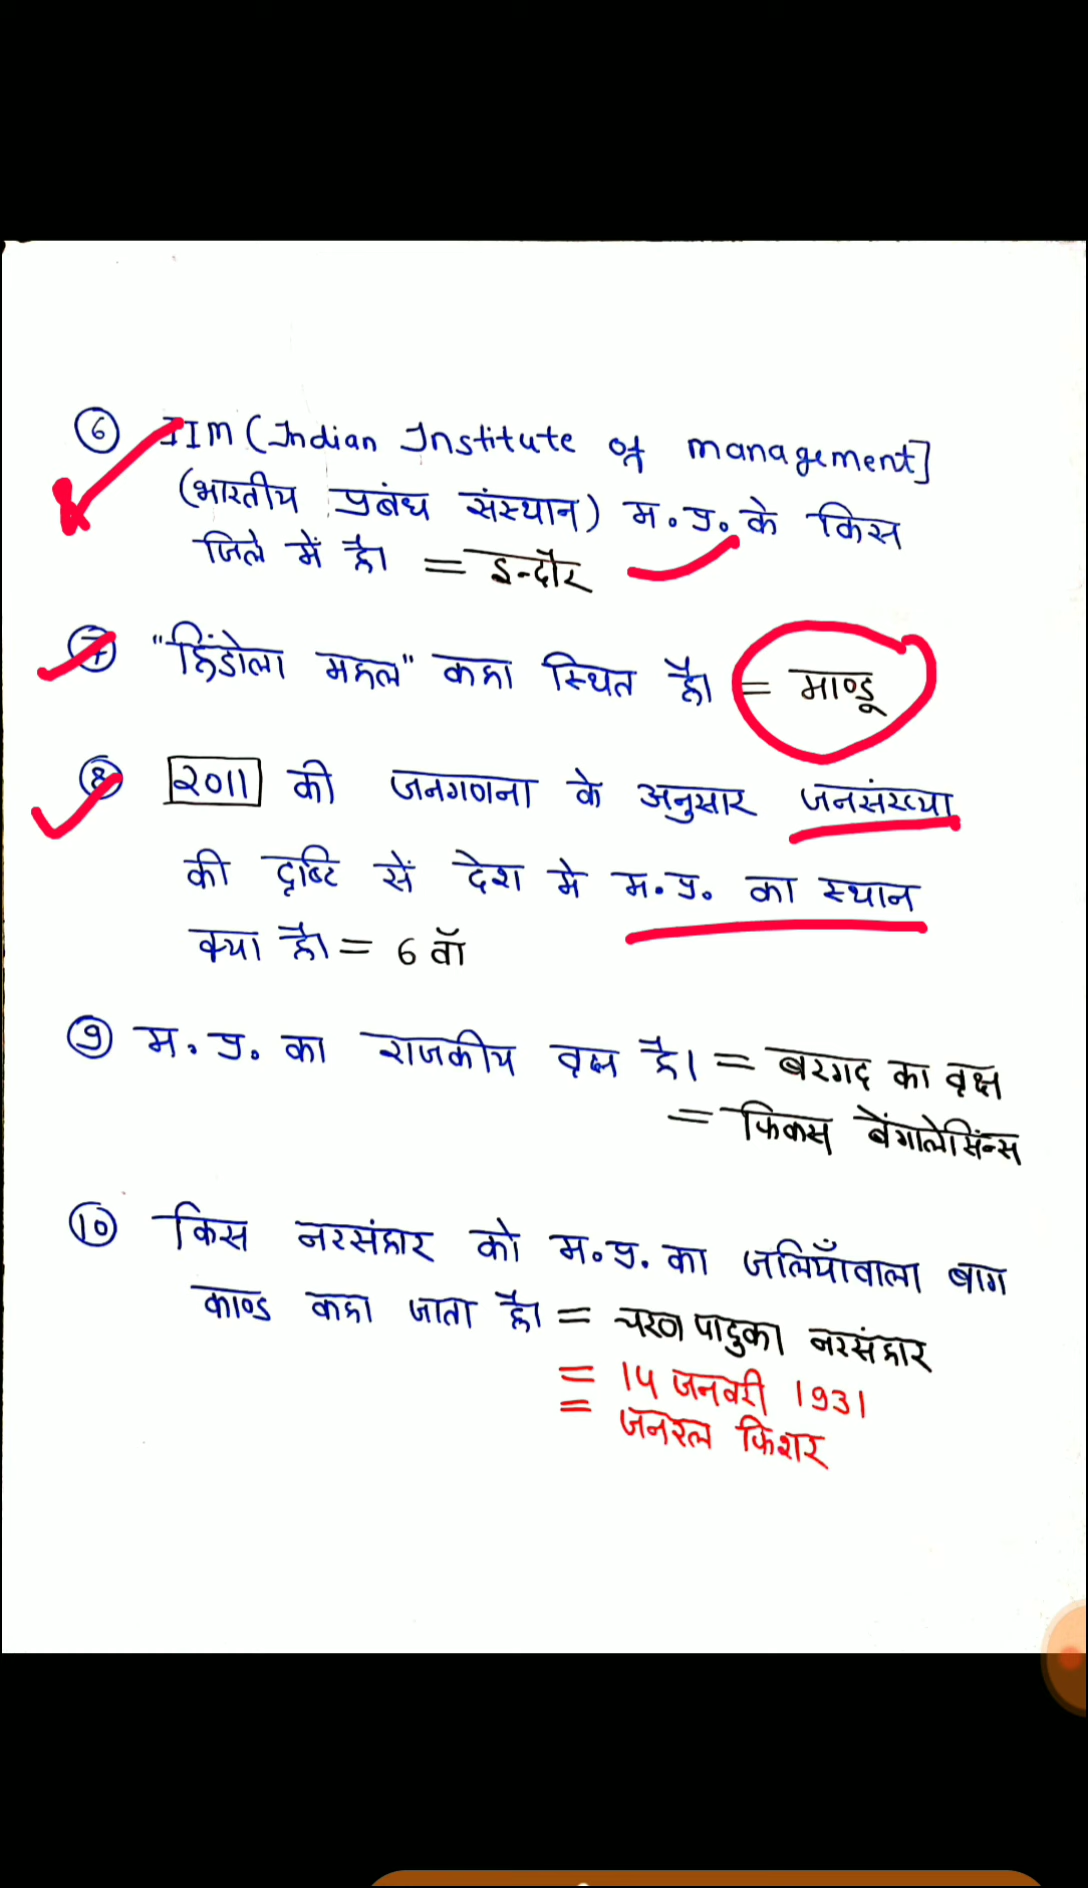 6 IIM (Indian Institute of management]
(भारतीय प्रबंध संस्थान) म.प्र. के किस
जिले में है। = इन्दौर
7 "हिंडोला महल" कहा स्थित है। = माण्डू
8 २011 की जनगणना के अनुसार जनसंख्या
की दृष्टि सें देश मे म.प्र. का स्थान
क्या है। = 6 वॉ
9 म.प्र. का राजकीय वृक्ष है। = बरगद का वृक्ष
= फिकस बेंगालेसिंन्स
10 किस नरसंहार को म.प्र. का जलियाँवाला बाग
काण्ड कहा जाता है। = चरण पादुका नरसंहार
= 14 जनवरी 1931
= जनरल फिशर